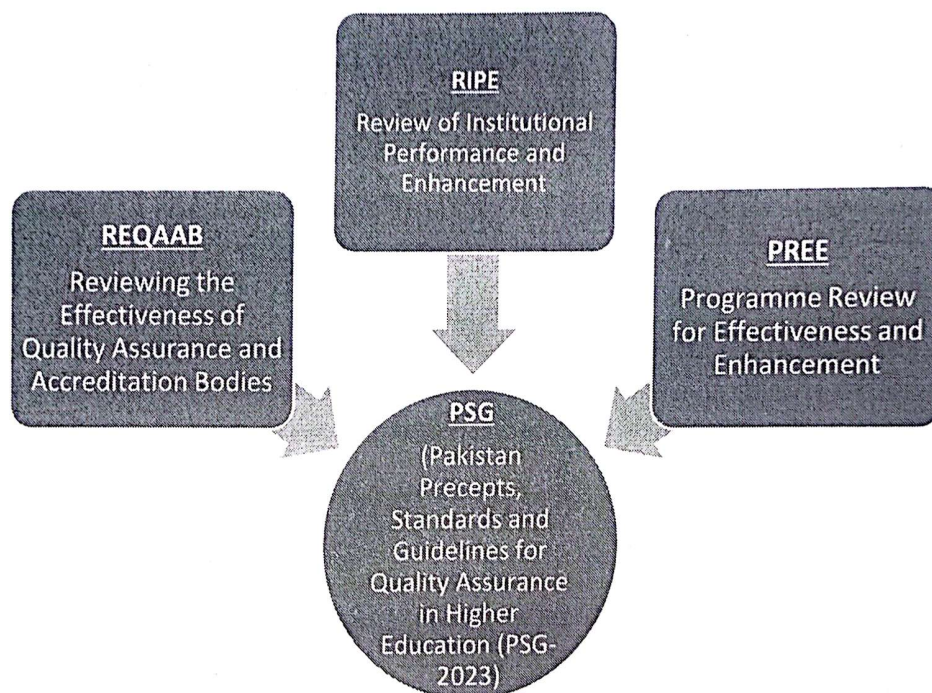 RIPE
Review of Institutional
Performance and
Enhancement
REQAAB
Reviewing the
Effectiveness of
Quality Assurance and
Accreditation Bodies
PREE
Programme Review
for Effectiveness and
Enhancement
PSG
(Pakistan
Precepts,
Standards and
Guidelines for
Quality Assurance
in Higher
Education (PSG-
2023)